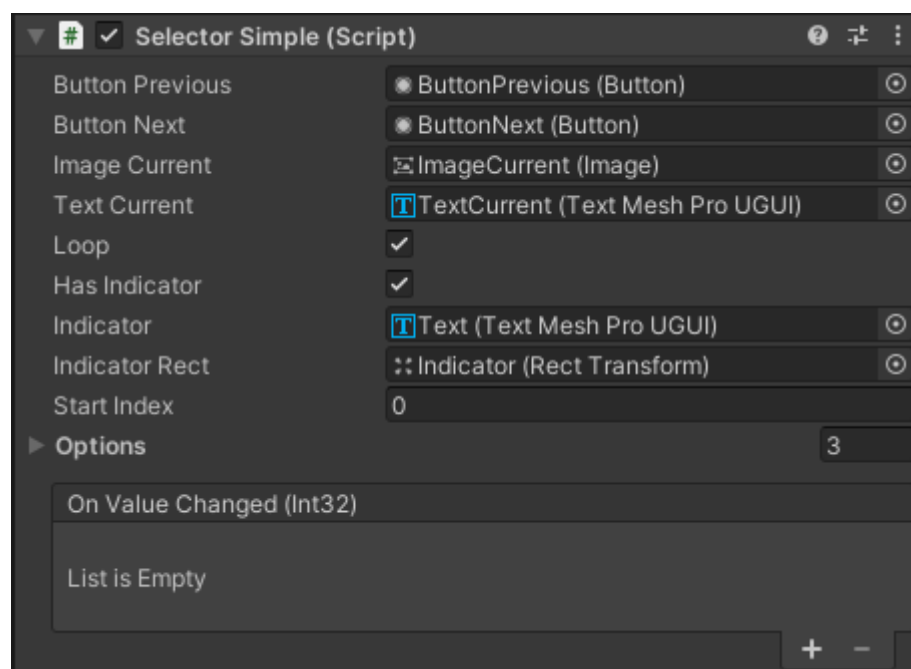 Selector Simple (Script)
Button Previous ButtonPrevious (Button)
Button Next ButtonNext (Button)
Image Current ImageCurrent (Image)
Text Current TextCurrent (Text Mesh Pro UGUI)
Loop
Has Indicator
Indicator Text (Text Mesh Pro UGUI)
Indicator Rect Indicator (Rect Transform)
Start Index 0
Options 3
On Value Changed (Int32)
List is Empty